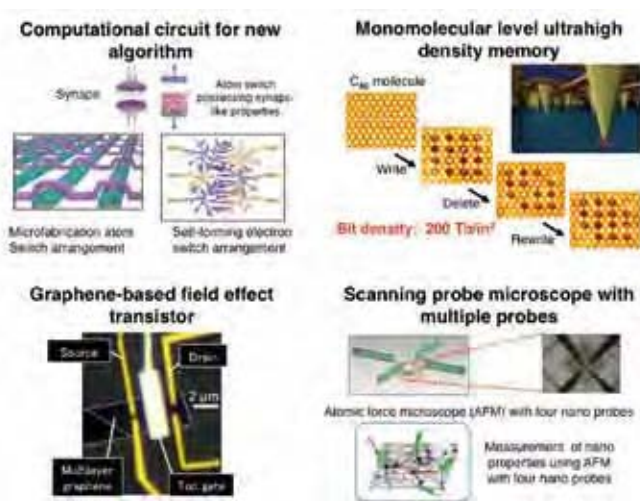 Computational circuit for new
algorithm
Synaps
Atom switch
possessing synaps-
like properties
Microfabrication atom
Switch arrangement
Self-forming electron
switch arrangement
Monomolecular level ultrahigh
density memory
C60 molecule
Write
Delete
Rewrite
Bit density: 200 Tb/in²
Graphene-based field effect
transistor
Source
Drain
2 μm
Multilayer
graphene
Top gate
Scanning probe microscope with
multiple probes
Atomic force microscope (AFM) with four nano probes
Measurement of nano
properties using AFM
with four nano probes